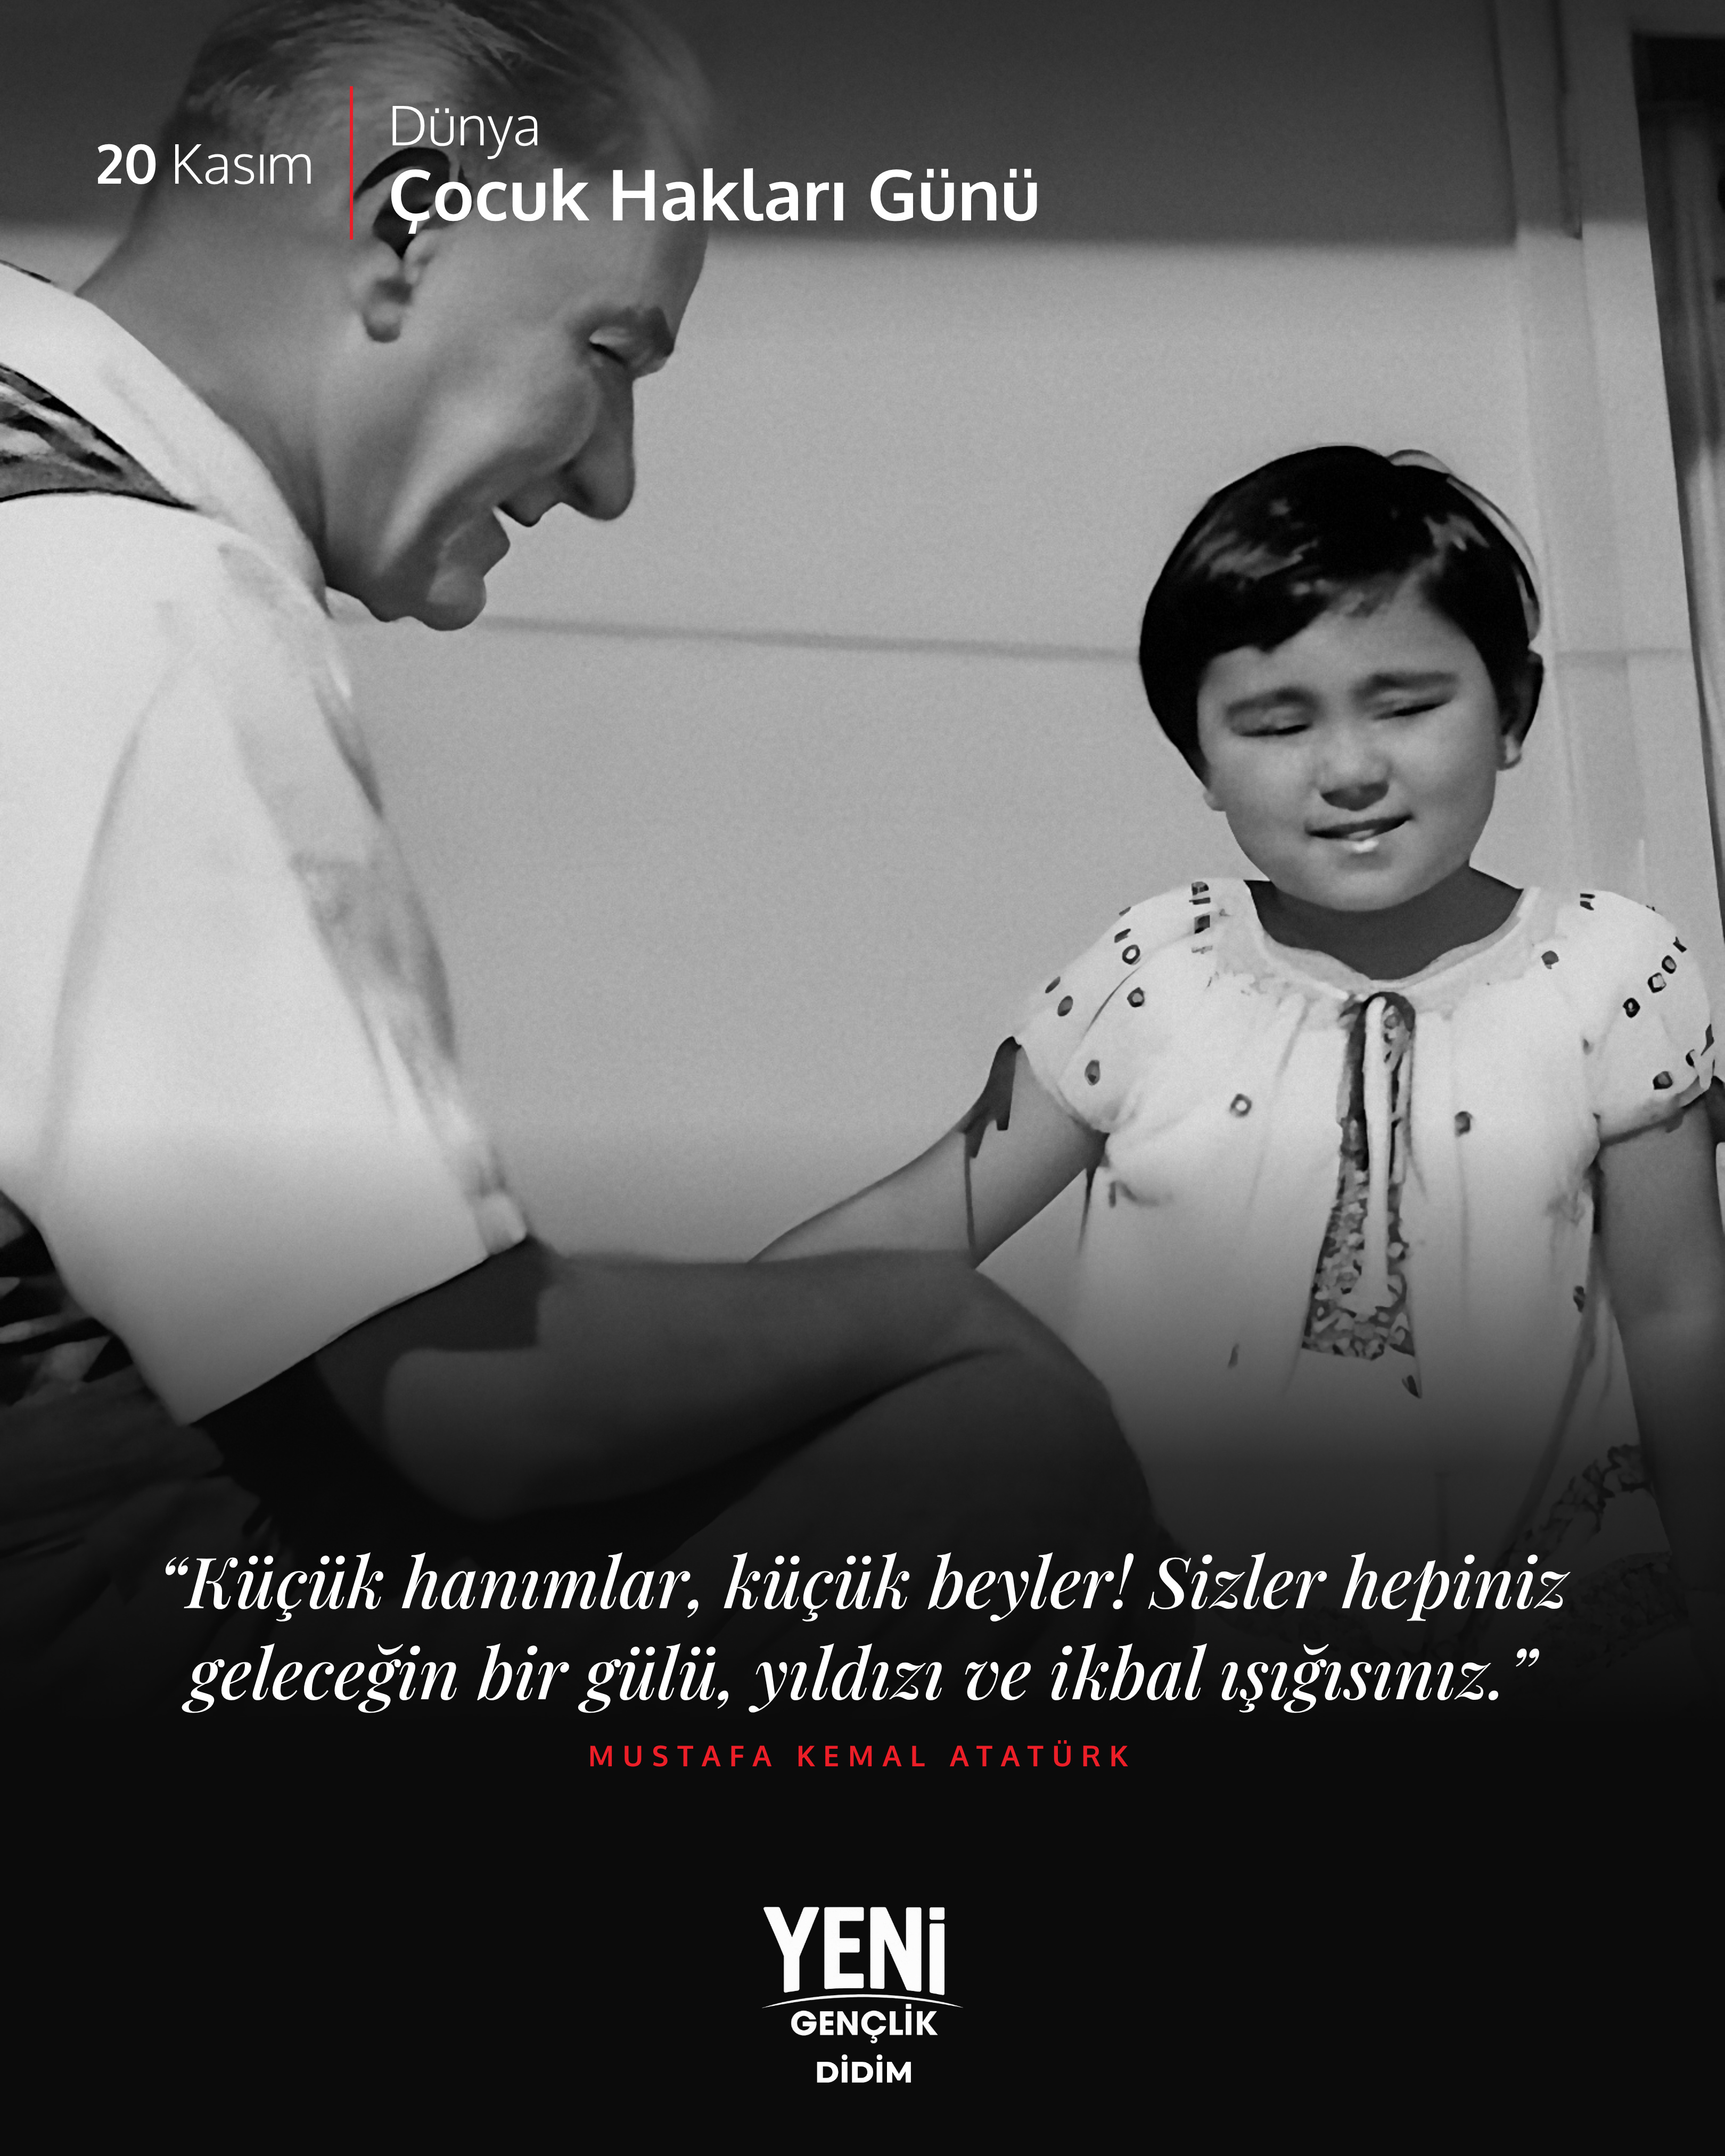 20 Kasım
Dünya
Çocuk Hakları Günü
“Küçük hanımlar, küçük beyler! Sizler hepiniz
geleceğin bir gülü, yıldızı ve ikbal ışığısınız.”
MUSTAFA KEMAL ATATÜRK
YENİ
GENÇLİK
DİDİM